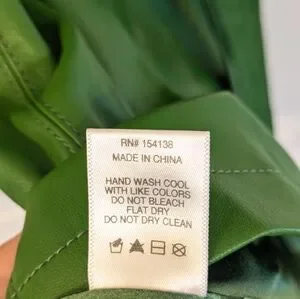 RN# 154138
MADE IN CHINA
HAND WASH COOL
WITH LIKE COLORS
DO NOT BLEACH
FLAT DRY
DO NOT DRY CLEAN